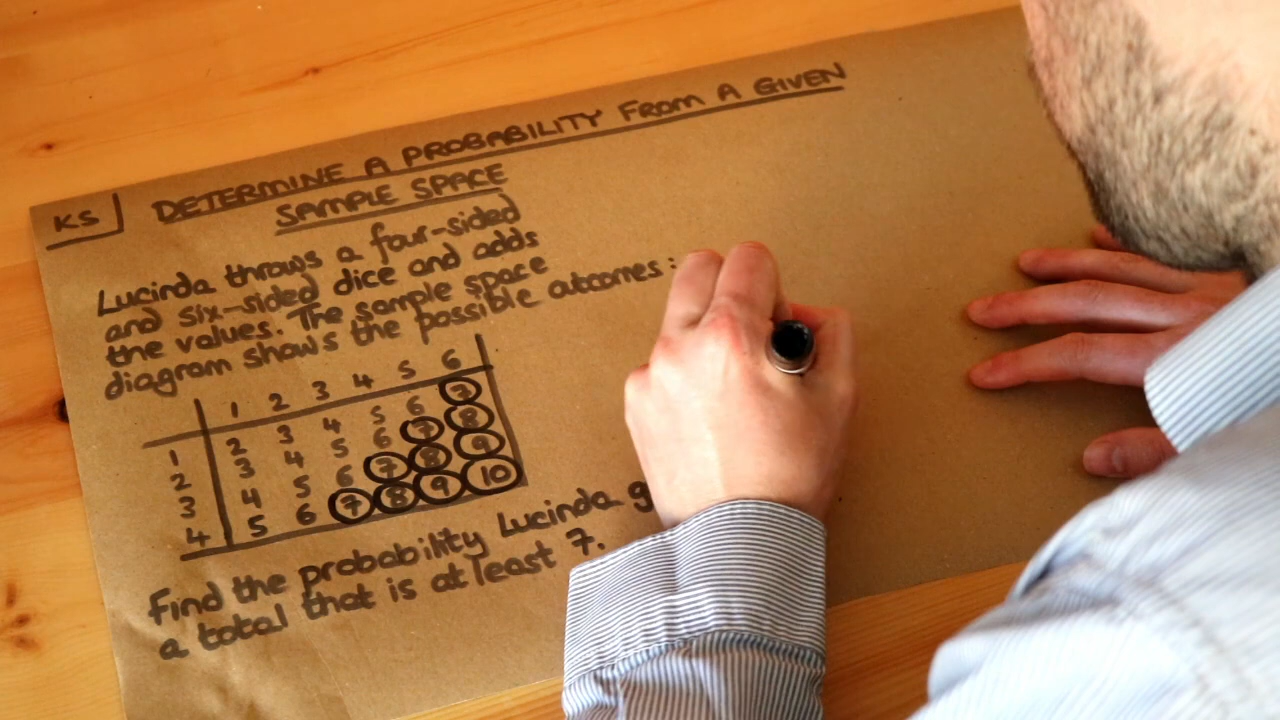 KS
DETERMINE A PROBABILITY FROM A GIVEN
SAMPLE SPACE
Lucinda throws a four-sided
and six-sided dice and adds
the values. The sample space
diagram shows the possible outcomes:
1 2 3 4 5 6
1 2 3 4 5 6 7
2 3 4 5 6 7 8
3 4 5 6 7 8 9
4 5 6 7 8 9 10
Find the probability Lucinda g
a total that is at least 7.